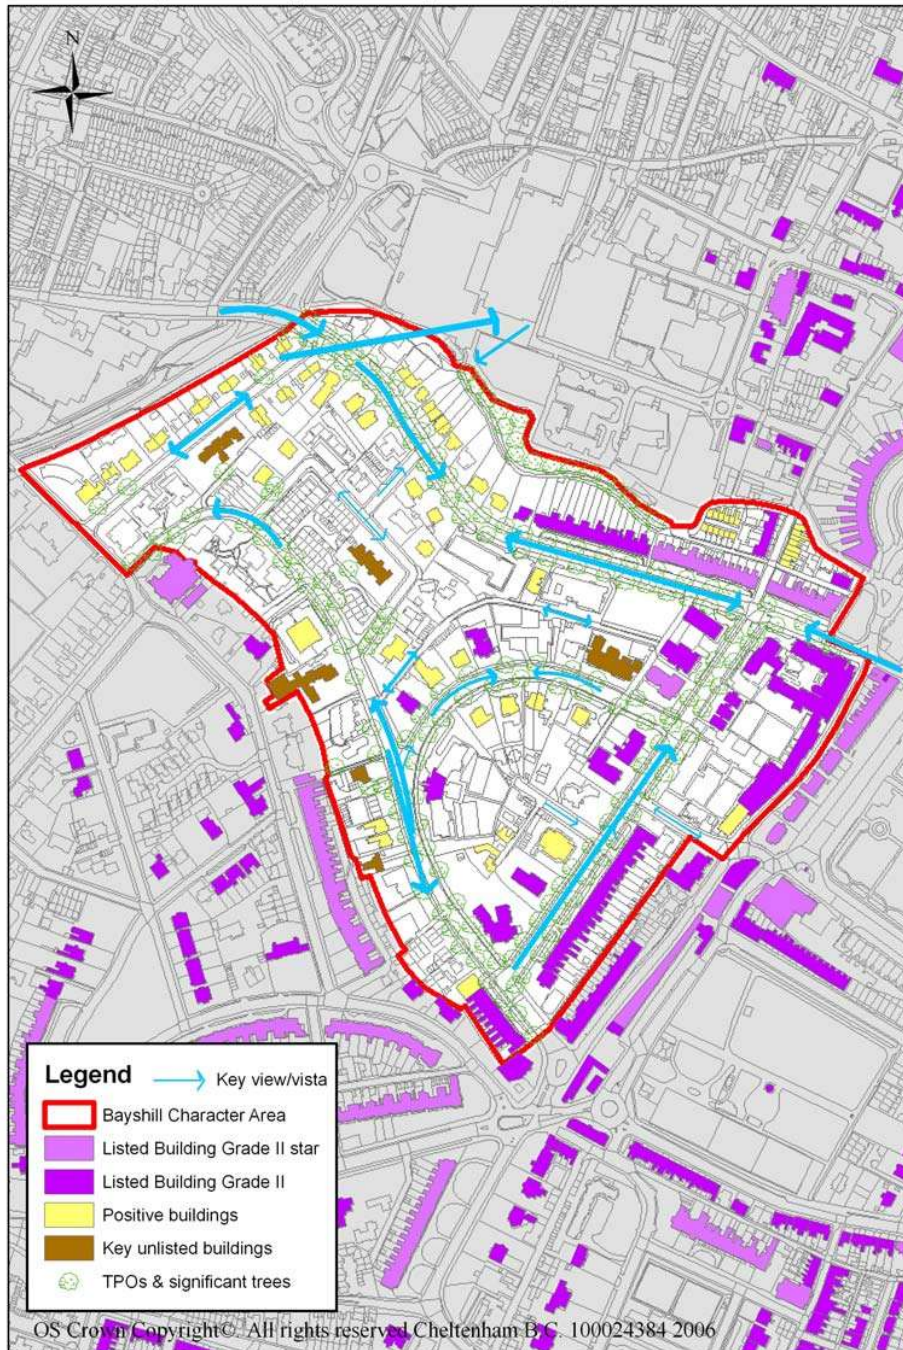 N
Legend
Key view/vista
Bayshill Character Area
Listed Building Grade II star
Listed Building Grade II
Positive buildings
Key unlisted buildings
TPOs & significant trees
OS Crown Copyright©. All rights reserved Cheltenham B.C. 100024384 2006